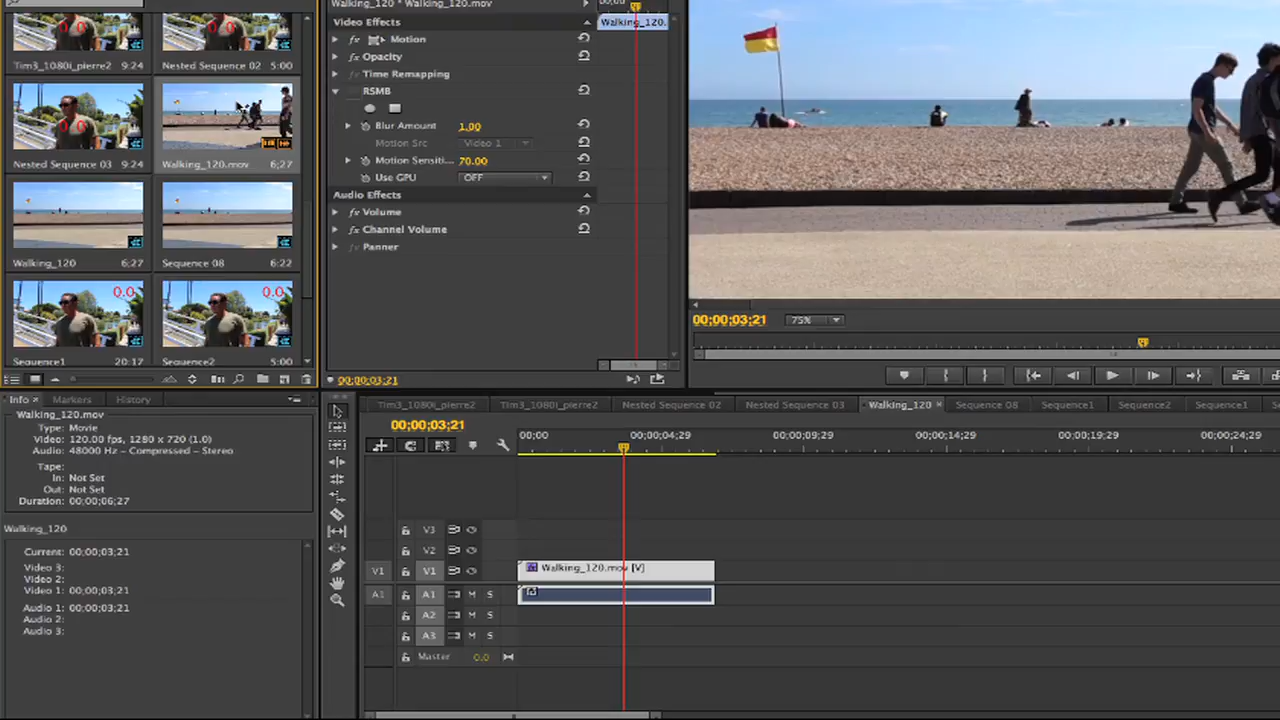 Tim3_1080i_pierre2 9:24
Nested Sequence 02 5:00
Nested Sequence 03 9:24
Walking_120.mov 6;27
Walking_120 6;27
Sequence 08 6;22
0.0
0.0
Sequence1 20:17
Sequence2 5:00
Walking_120 * Walking_120.mov
00;00
Video Effects
Walking_120.
fx Motion
fx Opacity
Time Remapping
RSMB
Blur Amount 1.00
Motion Src Video 1
Motion Sensiti... 70.00
Use GPU OFF
Audio Effects
fx Volume
fx Channel Volume
fx Panner
00;00;03;21
00;00;03;21
75%
Info × Markers History
Walking_120.mov
Type: Movie
Video: 120.00 fps, 1280 x 720 (1.0)
Audio: 48000 Hz – Compressed – Stereo
Tape:
In: Not Set
Out: Not Set
Duration: 00;00;06;27
Walking_120
Current: 00;00;03;21
Video 3:
Video 2:
Video 1: 00;00;03;21
Audio 1: 00;00;03;21
Audio 2:
Audio 3:
Tim3_1080i_pierre2 Tim3_1080i_pierre2 Nested Sequence 02 Nested Sequence 03 Walking_120 × Sequence 08 Sequence1 Sequence2 Sequence1
00;00;03;21
00;00 00;00;04;29 00;00;09;29 00;00;14;29 00;00;19;29 00;00;24;29
V3
V2
V1 V1 Walking_120.mov [V]
A1 A1 M S
A2 M S
A3 M S
Master 0.0